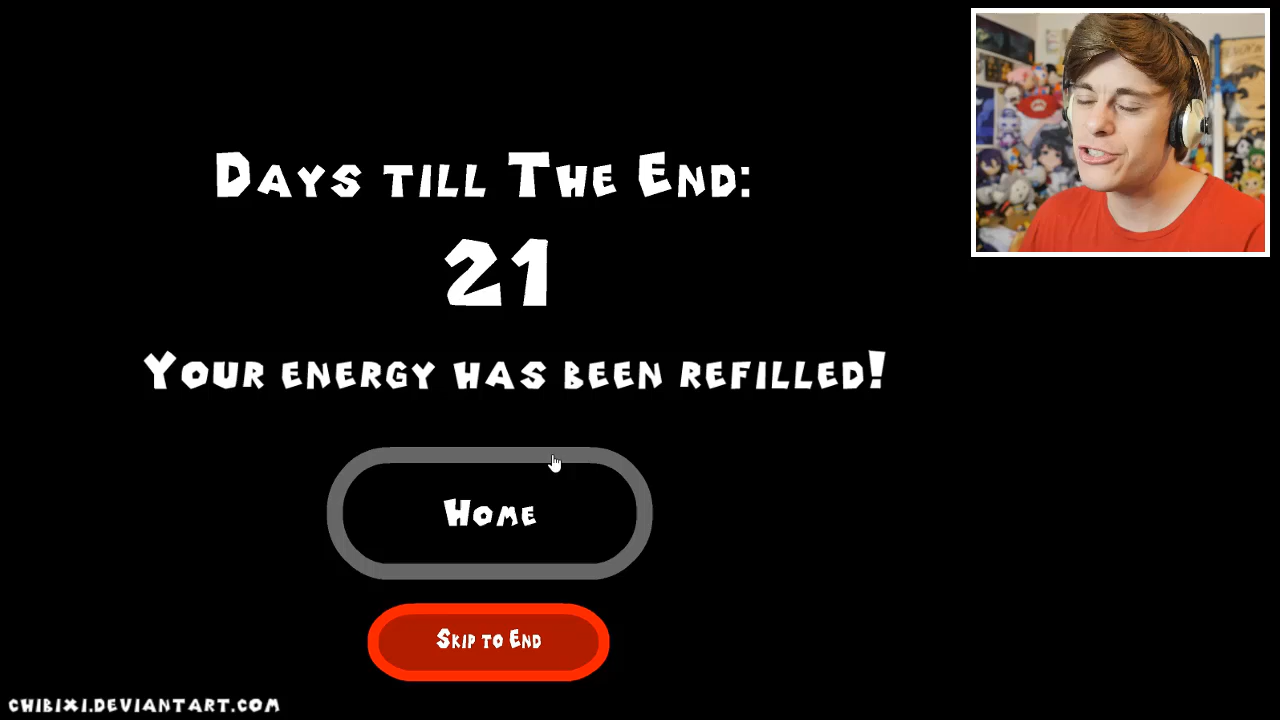 Days till The End:
21
Your energy has been refilled!
Home
Skip to End
chibixi.deviantart.com